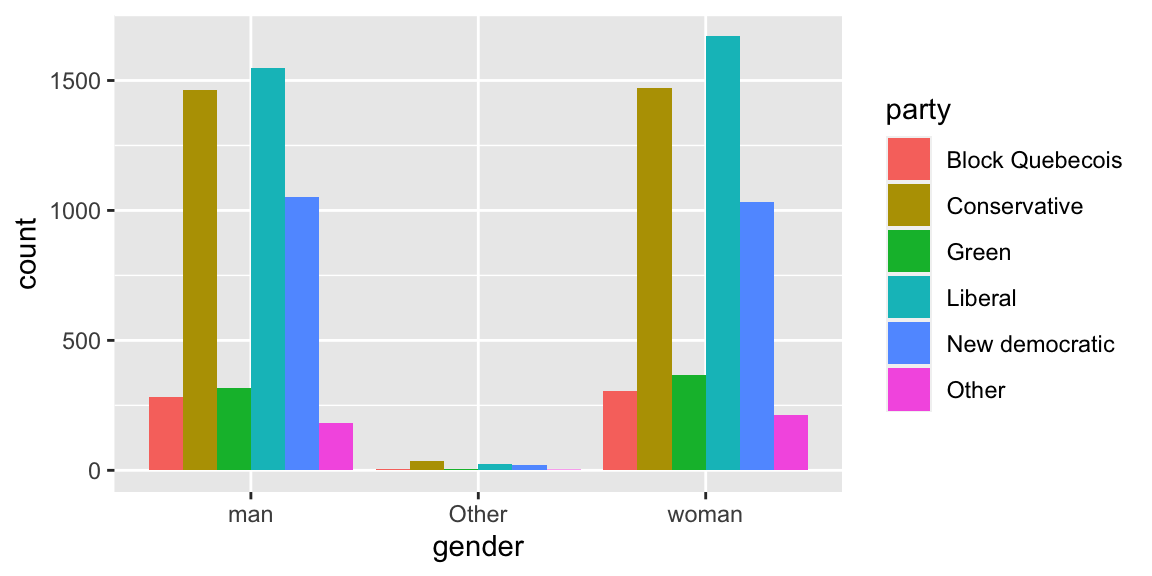 1500
1000
500
0
count
man Other woman
gender
party
Block Quebecois
Conservative
Green
Liberal
New democratic
Other